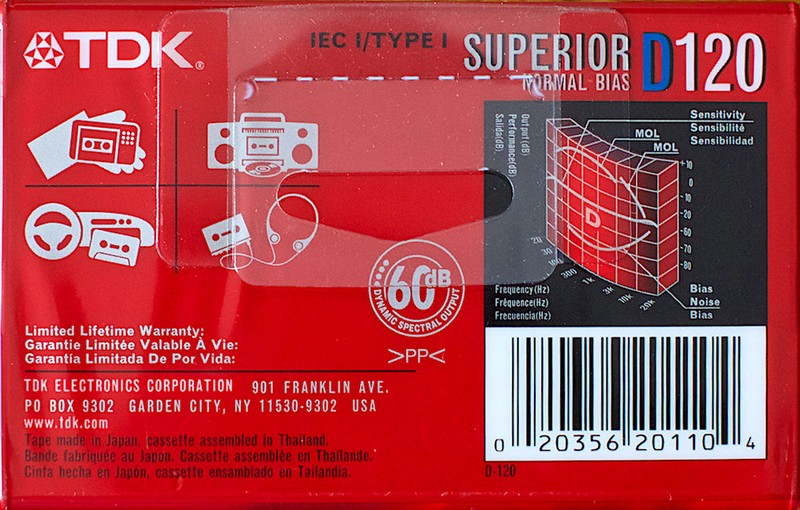 TDK®
IEC I/TYPE I
SUPERIOR D120
NORMAL BIAS
Output(dB)
Performance(dB)
Salida(dB)
Sensitivity
Sensibilité
Sensibilidad
MOL
MOL
+10
0
-10
-20
-60
-70
-80
D
20
30
100
300
1k
3k
10k
20k
Frequency(Hz)
Fréquence(Hz)
Frecuencia(Hz)
Bias
Noise
Bias
60dB
DYNAMIC SPECTRAL OUTPUT
>PP<
Limited Lifetime Warranty:
Garantie Limitée Valable À Vie:
Garantía Limitada De Por Vida:
TDK ELECTRONICS CORPORATION 901 FRANKLIN AVE.
PO BOX 9302 GARDEN CITY, NY 11530-9302 USA
www.tdk.com
Tape made in Japan, cassette assembled in Thailand.
Bande fabriquée au Japon. Cassette assemblée en Thaïlande.
Cinta hecha en Japón, cassette ensamblado en Tailandia.
0 20356 20110 4
D-120